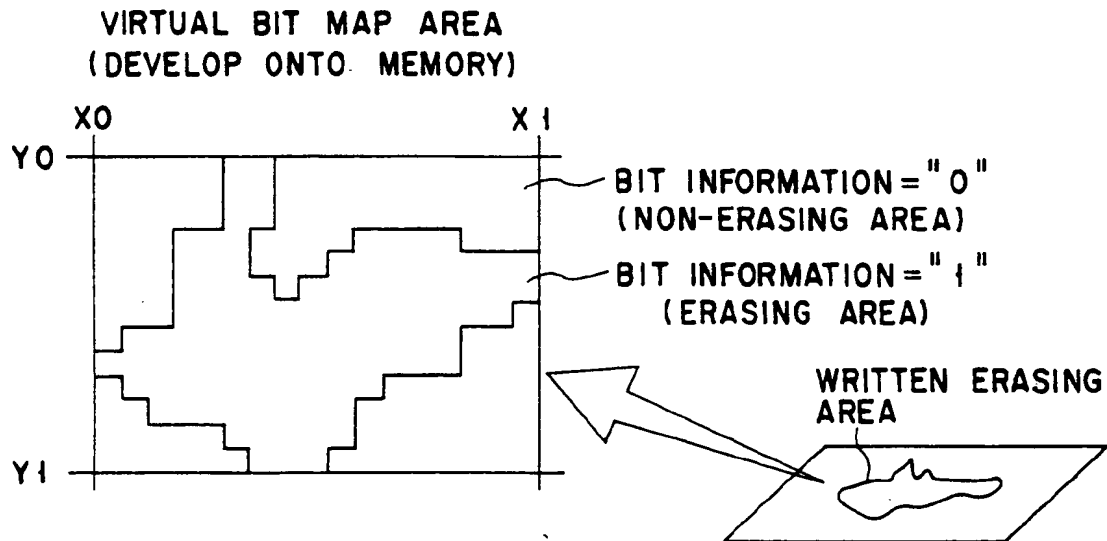 VIRTUAL BIT MAP AREA
(DEVELOP ONTO MEMORY)
X0 X1
Y0
BIT INFORMATION="0"
(NON-ERASING AREA)
BIT INFORMATION="1"
(ERASING AREA)
WRITTEN ERASING
AREA
Y1